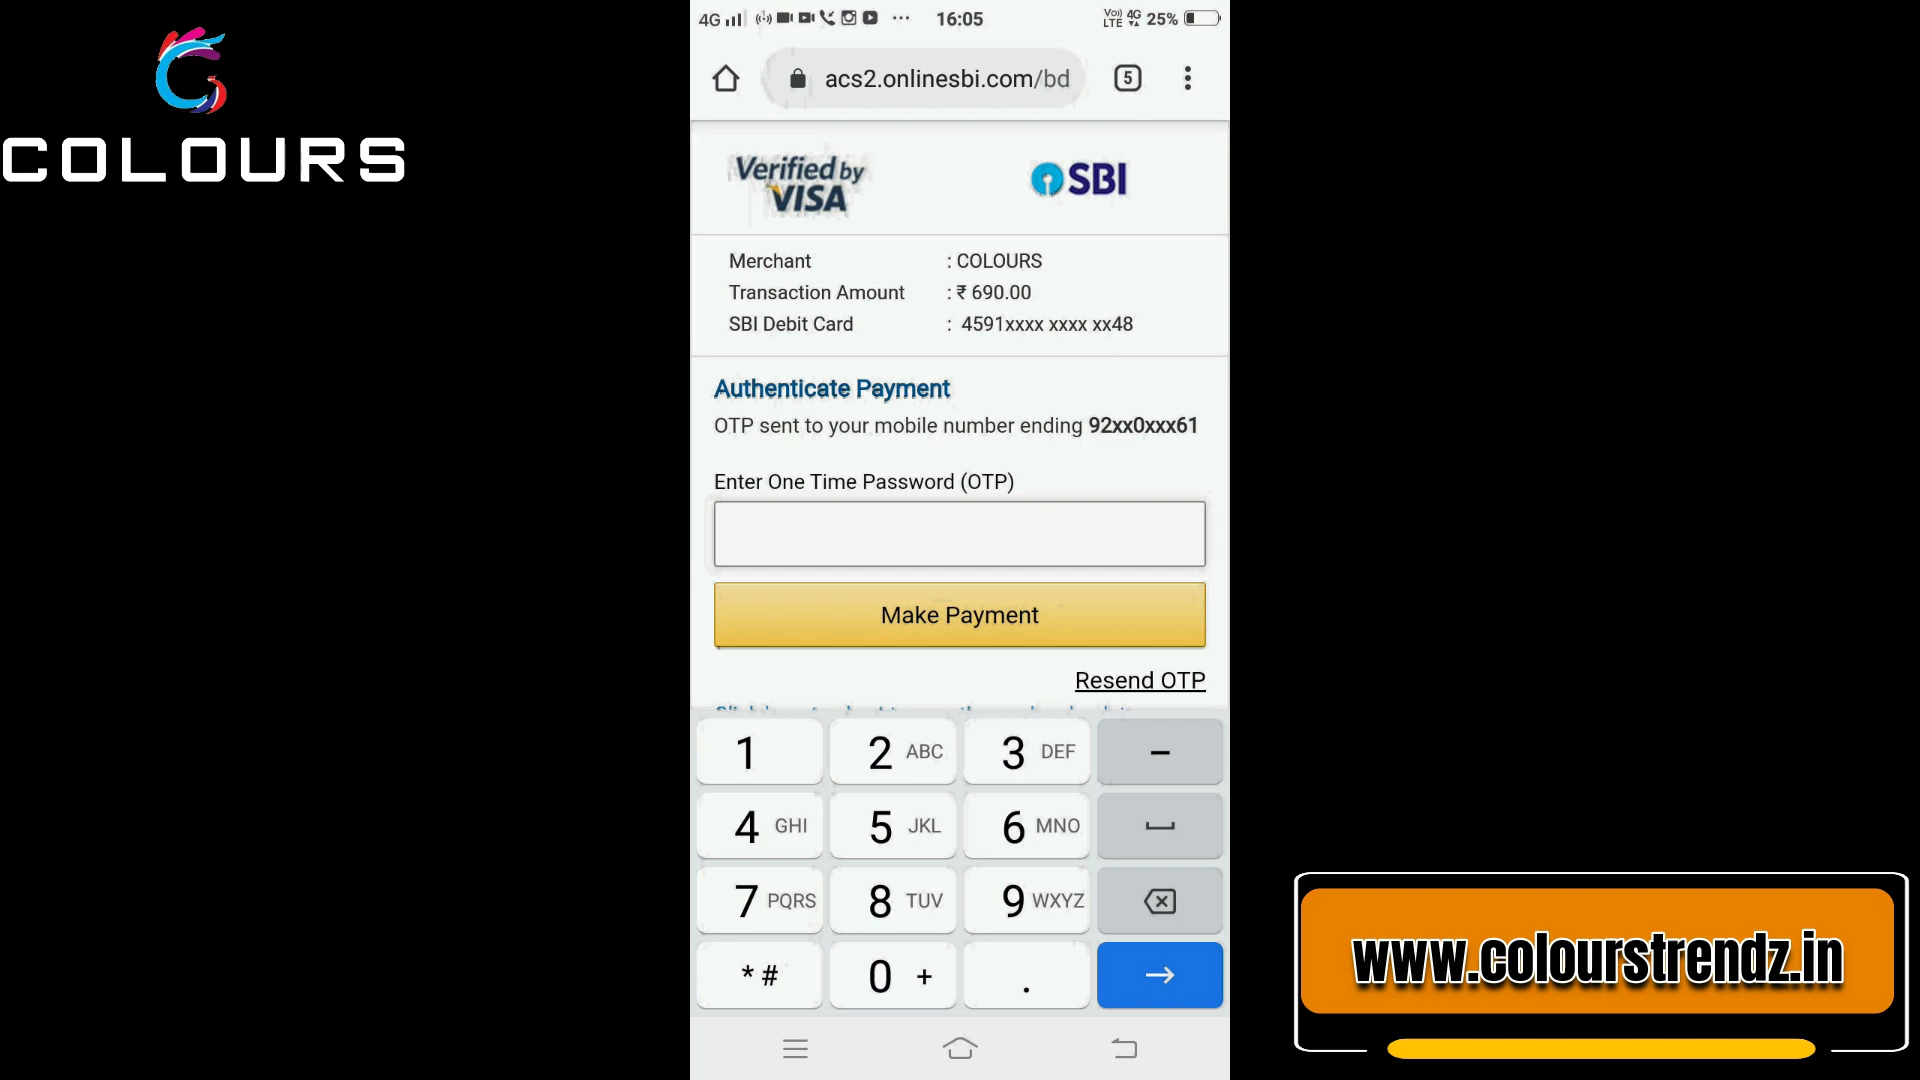 COLOURS
4G 16:05 Vo) LTE 4G 25%
acs2.onlinesbi.com/bd 5
Verified by VISA
SBI
Merchant : COLOURS
Transaction Amount : ₹ 690.00
SBI Debit Card : 4591xxxx xxxx xx48
Authenticate Payment
OTP sent to your mobile number ending 92xx0xxx61
Enter One Time Password (OTP)
Make Payment
Resend OTP
1 2 ABC 3 DEF –
4 GHI 5 JKL 6 MNO
7 PQRS 8 TUV 9 WXYZ
* # 0 + .
www.colourstrendz.in